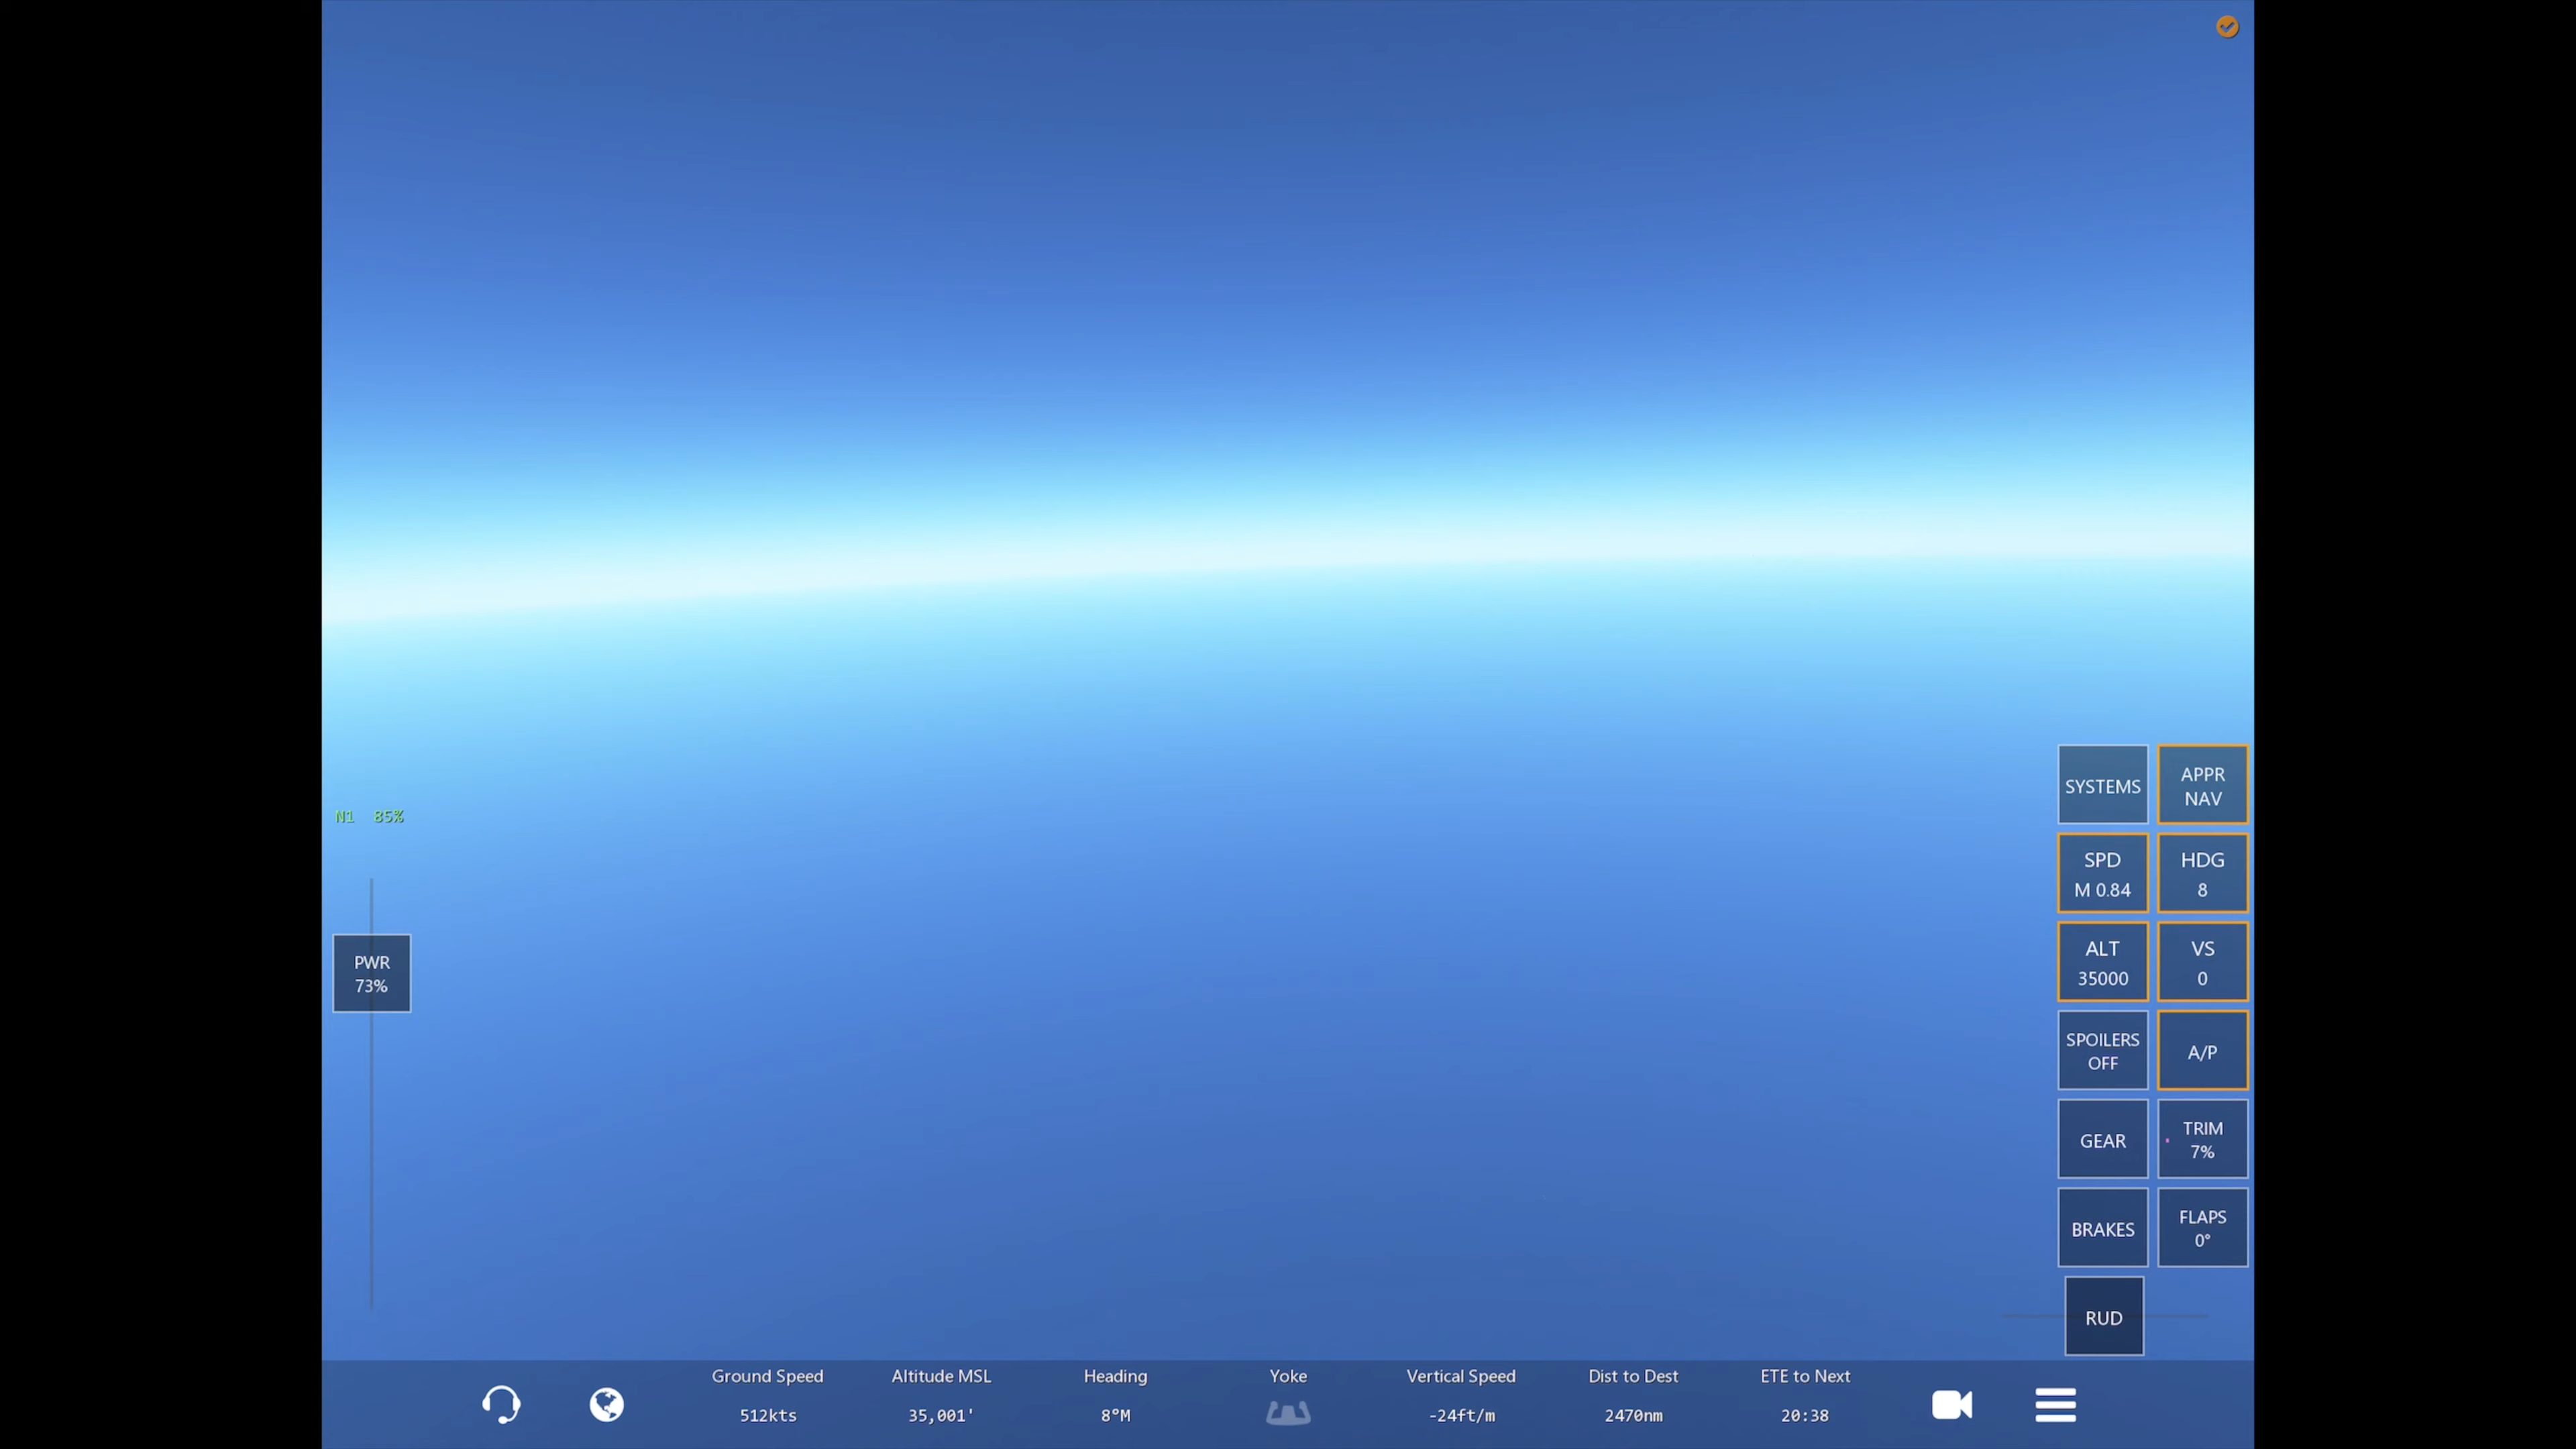 SYSTEMS
APPR
NAV
N1 85%
SPD
M 0.84
HDG
8
PWR
73%
ALT
35000
VS
0
SPOILERS
OFF
A/P
GEAR
TRIM
7%
BRAKES
FLAPS
0°
RUD
Ground Speed
512kts
Altitude MSL
35,001'
Heading
8°M
Yoke
Vertical Speed
-24ft/m
Dist to Dest
2470nm
ETE to Next
20:38